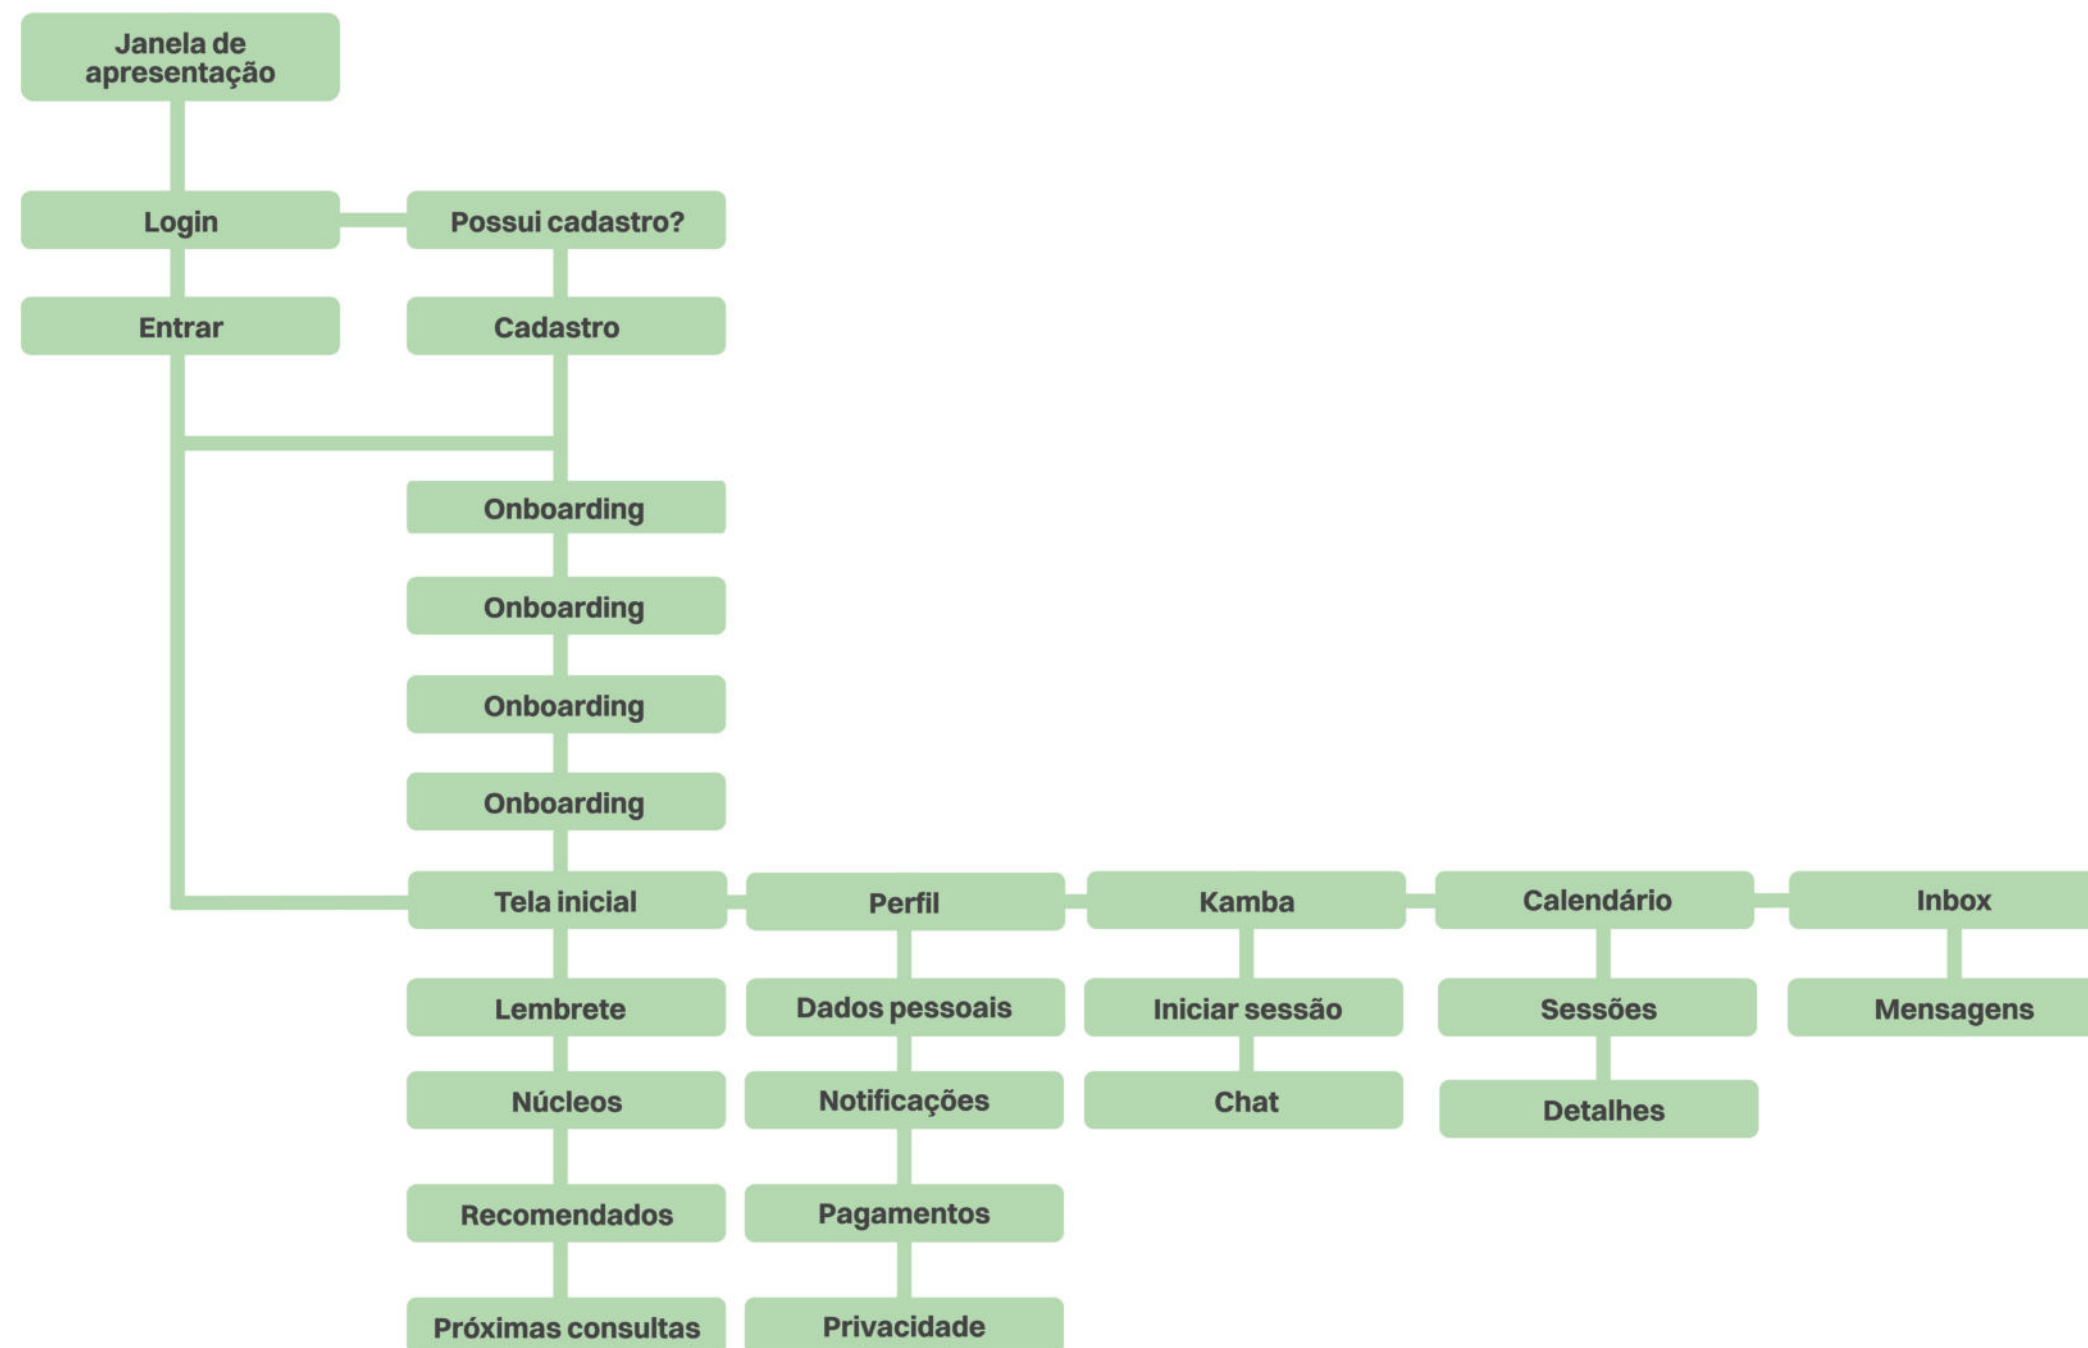 Janela de
apresentação
Login
Possui cadastro?
Entrar
Cadastro
Onboarding
Onboarding
Onboarding
Onboarding
Tela inicial
Perfil
Kamba
Calendário
Inbox
Lembrete
Dados pessoais
Iniciar sessão
Sessões
Mensagens
Núcleos
Notificações
Chat
Detalhes
Recomendados
Pagamentos
Próximas consultas
Privacidade